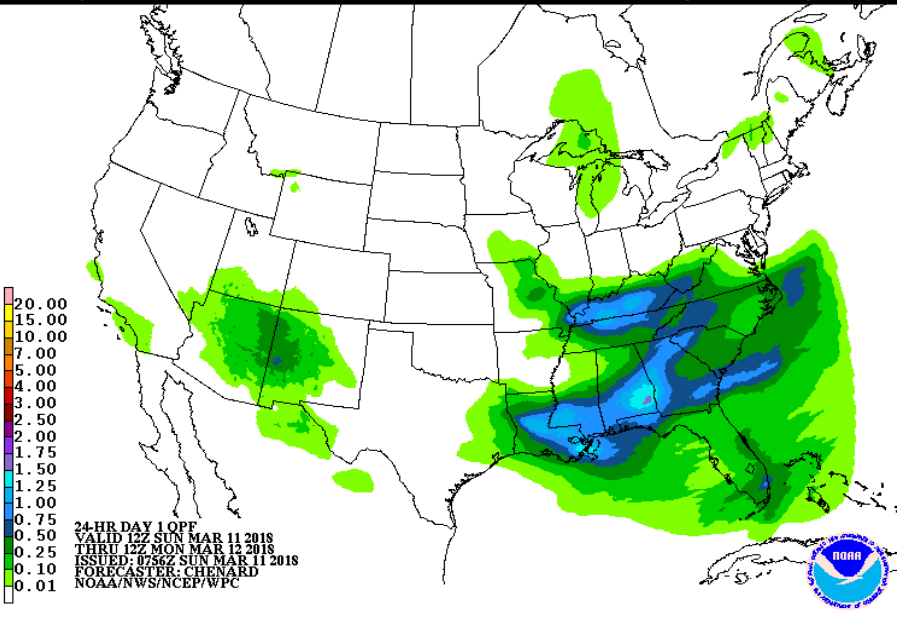 20.00
15.00
10.00
7.00
5.00
4.00
3.00
2.50
2.00
1.75
1.50
1.25
1.00
0.75
0.50
0.25
0.10
0.01
24-HR DAY 1 QPF
VALID 12Z SUN MAR 11 2018
THRU 12Z MON MAR 12 2018
ISSUED: 0756Z SUN MAR 11 2018
FORECASTER: CHENARD
NOAA/NWS/NCEP/WPC
NOAA